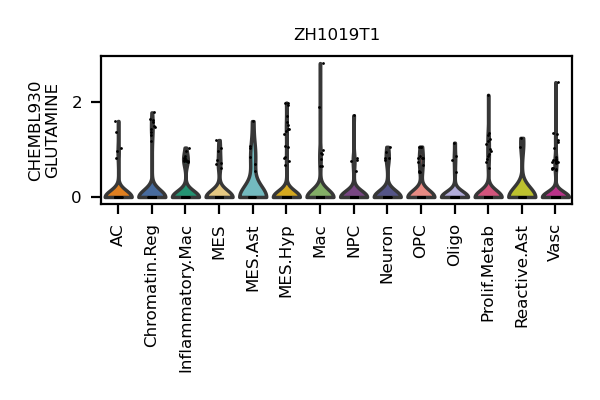 ZH1019T1
CHEMBL930
GLUTAMINE
2
0
AC
Chromatin.Reg
Inflammatory.Mac
MES
MES.Ast
MES.Hyp
Mac
NPC
Neuron
OPC
Oligo
Prolif.Metab
Reactive.Ast
Vasc